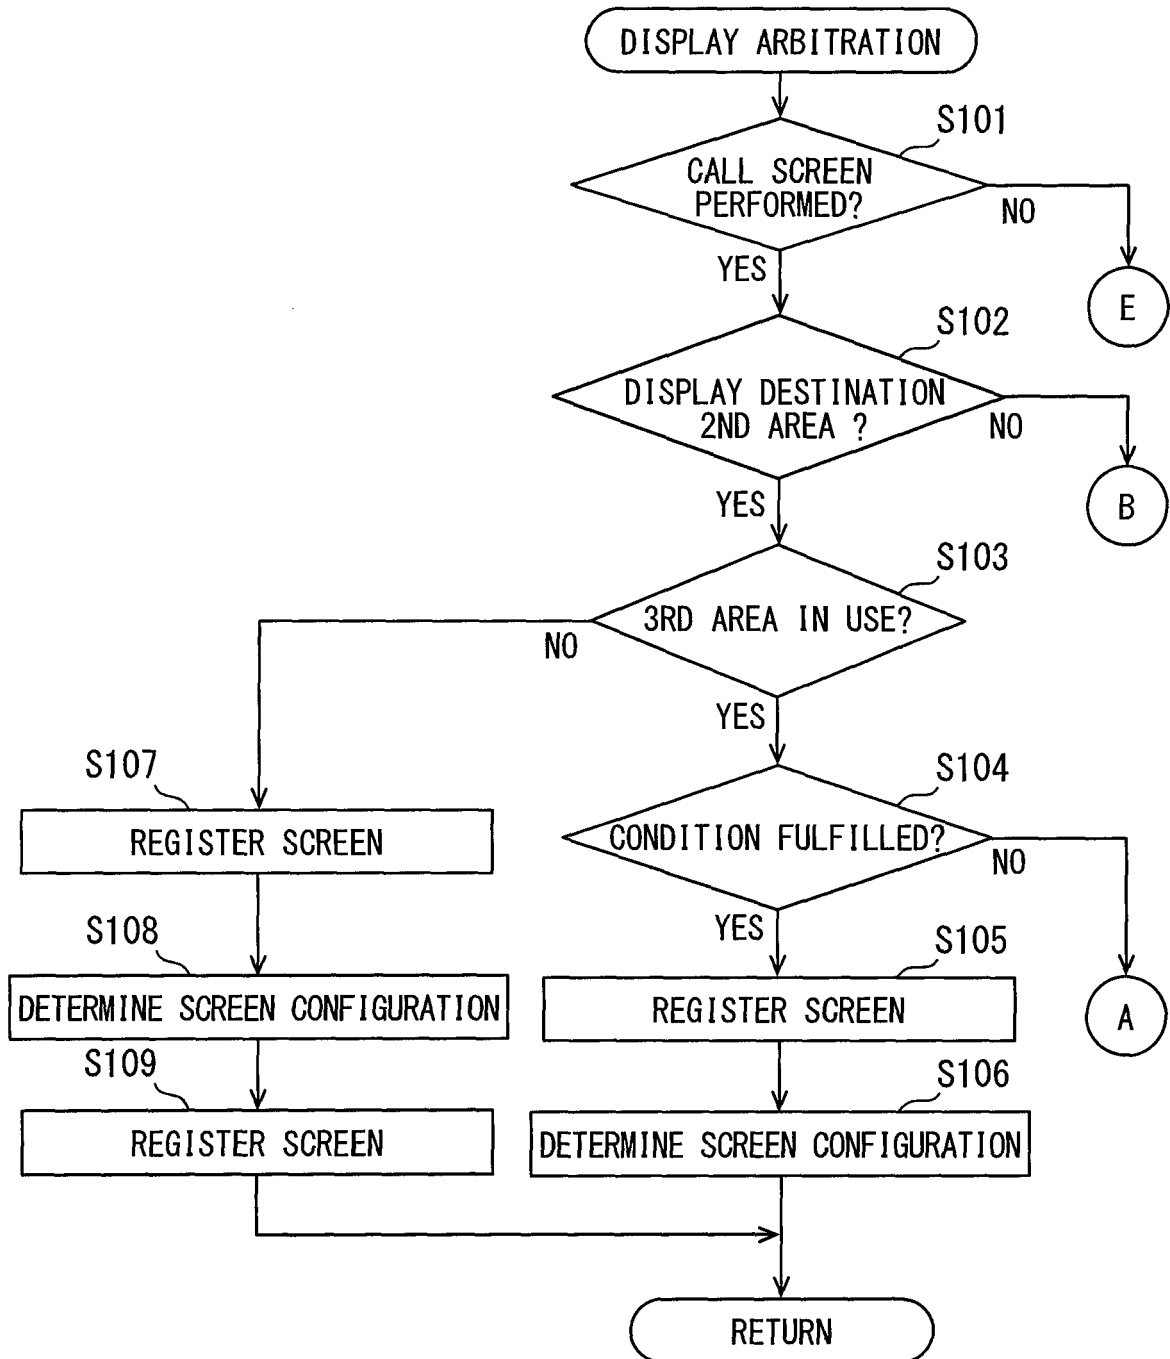 DISPLAY ARBITRATION
S101
CALL SCREEN
PERFORMED?
NO
YES
E
S102
DISPLAY DESTINATION
2ND AREA ?
NO
YES
B
S103
3RD AREA IN USE?
NO
YES
S107
S104
REGISTER SCREEN
CONDITION FULFILLED?
NO
YES
S108
S105
DETERMINE SCREEN CONFIGURATION
REGISTER SCREEN
A
S109
S106
REGISTER SCREEN
DETERMINE SCREEN CONFIGURATION
RETURN